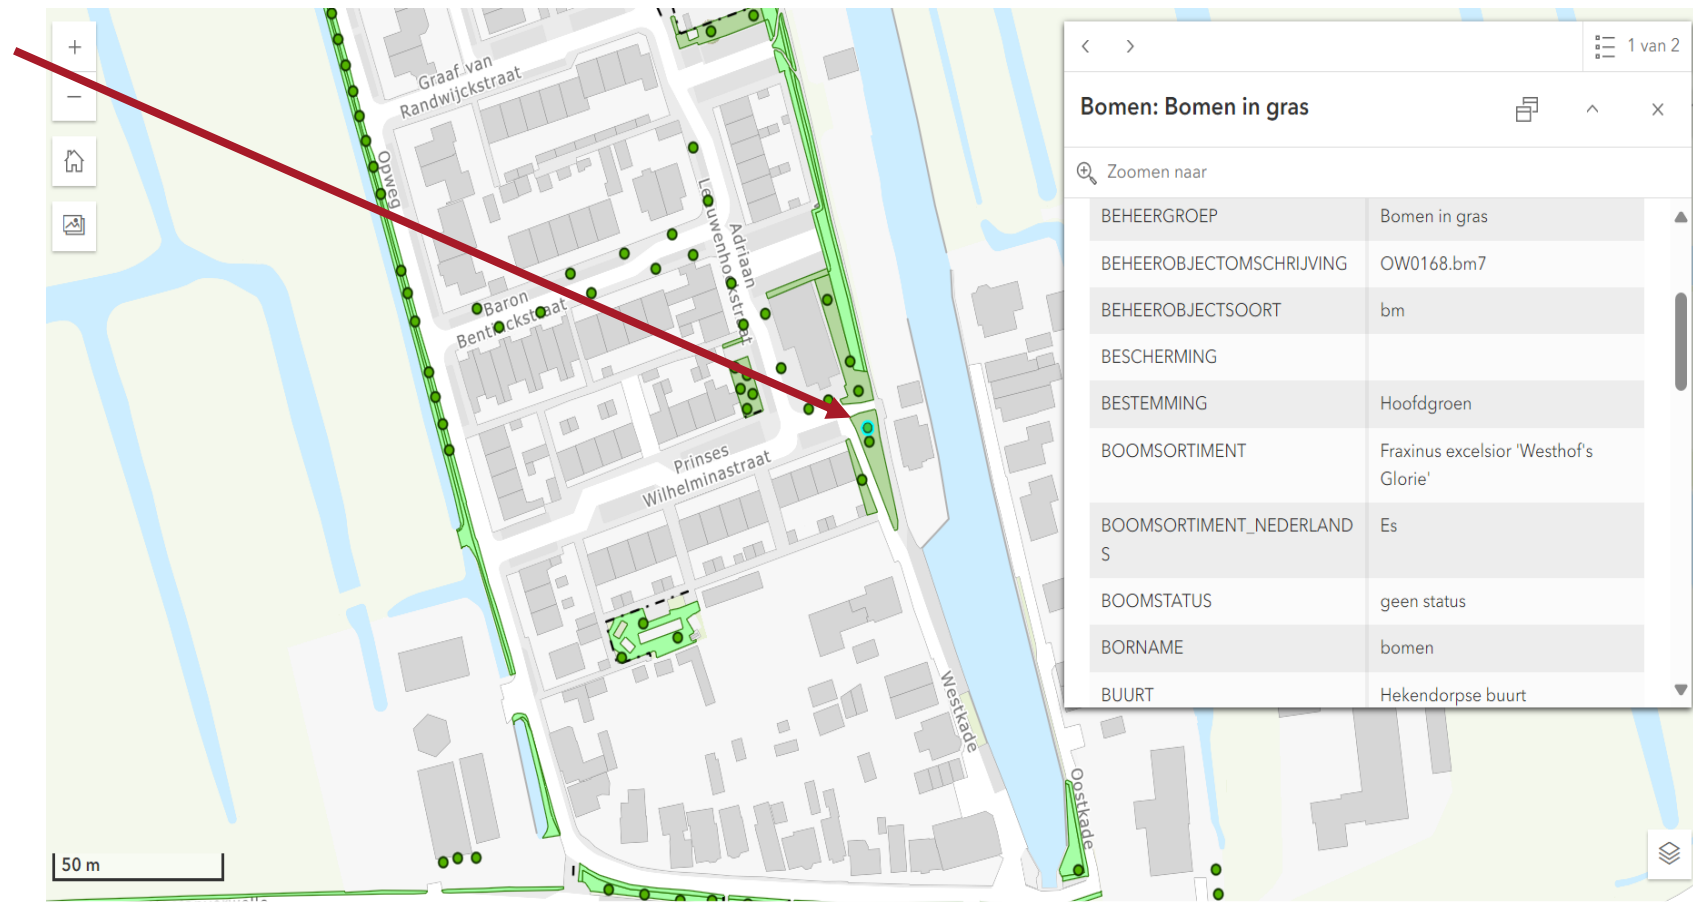 Graaf van
Randwijckstraat
Opweg
Leeuwenhoekstraat
Adriaan
Baron
Bentinckstraat
Prinses
Wilhelminastraat
Westkade
Oostkade
50 m
1 van 2
Bomen: Bomen in gras
Zoomen naar
BEHEERGROEP Bomen in gras
BEHEEROBJECTOMSCHRIJVING OW0168.bm7
BEHEEROBJECTSOORT bm
BESCHERMING
BESTEMMING Hoofdgroen
BOOMSORTIMENT Fraxinus excelsior 'Westhof's
Glorie'
BOOMSORTIMENT_NEDERLAND Es
S
BOOMSTATUS geen status
BORNAME bomen
BUURT Hekendorpse buurt